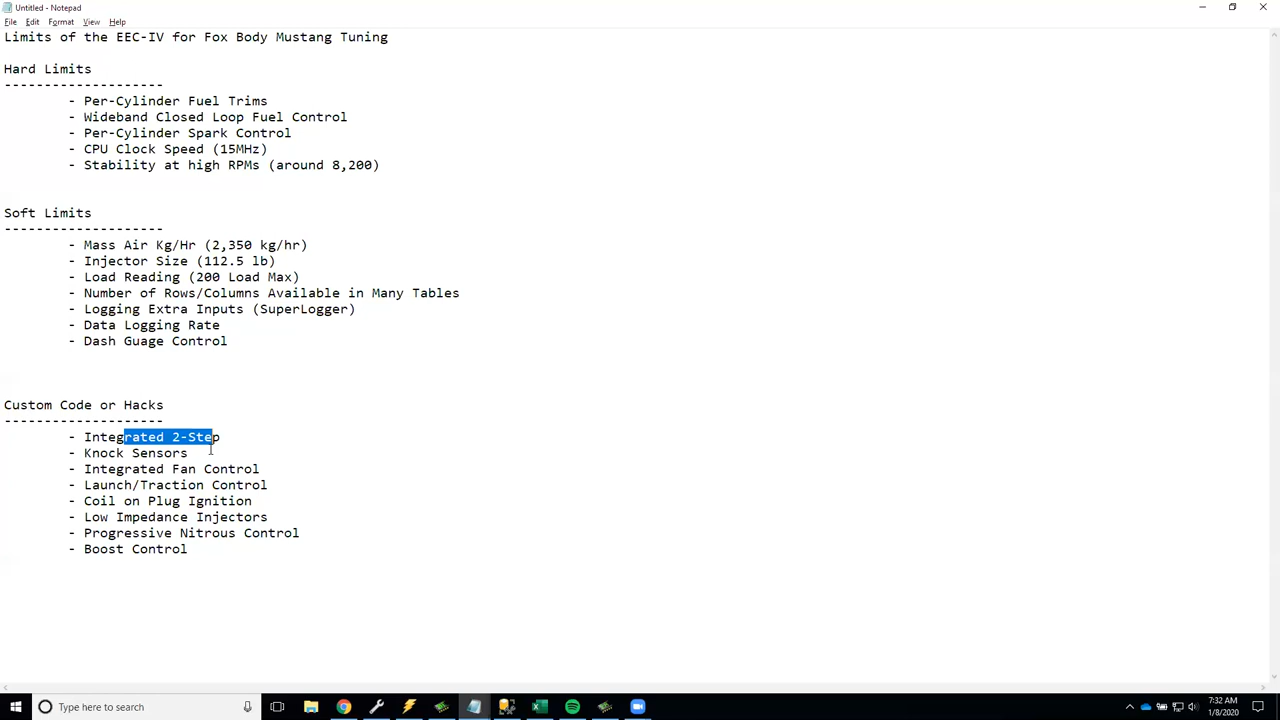 Untitled - Notepad
File Edit Format View Help
Limits of the EEC-IV for Fox Body Mustang Tuning
Hard Limits
--------------------
- Per-Cylinder Fuel Trims
- Wideband Closed Loop Fuel Control
- Per-Cylinder Spark Control
- CPU Clock Speed (15MHz)
- Stability at high RPMs (around 8,200)
Soft Limits
--------------------
- Mass Air Kg/Hr (2,350 kg/hr)
- Injector Size (112.5 lb)
- Load Reading (200 Load Max)
- Number of Rows/Columns Available in Many Tables
- Logging Extra Inputs (SuperLogger)
- Data Logging Rate
- Dash Guage Control
Custom Code or Hacks
--------------------
- Integrated 2-Step
- Knock Sensors
- Integrated Fan Control
- Launch/Traction Control
- Coil on Plug Ignition
- Low Impedance Injectors
- Progressive Nitrous Control
- Boost Control
Type here to search
7:32 AM
1/8/2020